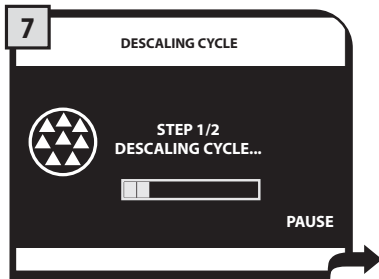 7
DESCALING CYCLE
STEP 1/2
DESCALING CYCLE...
PAUSE